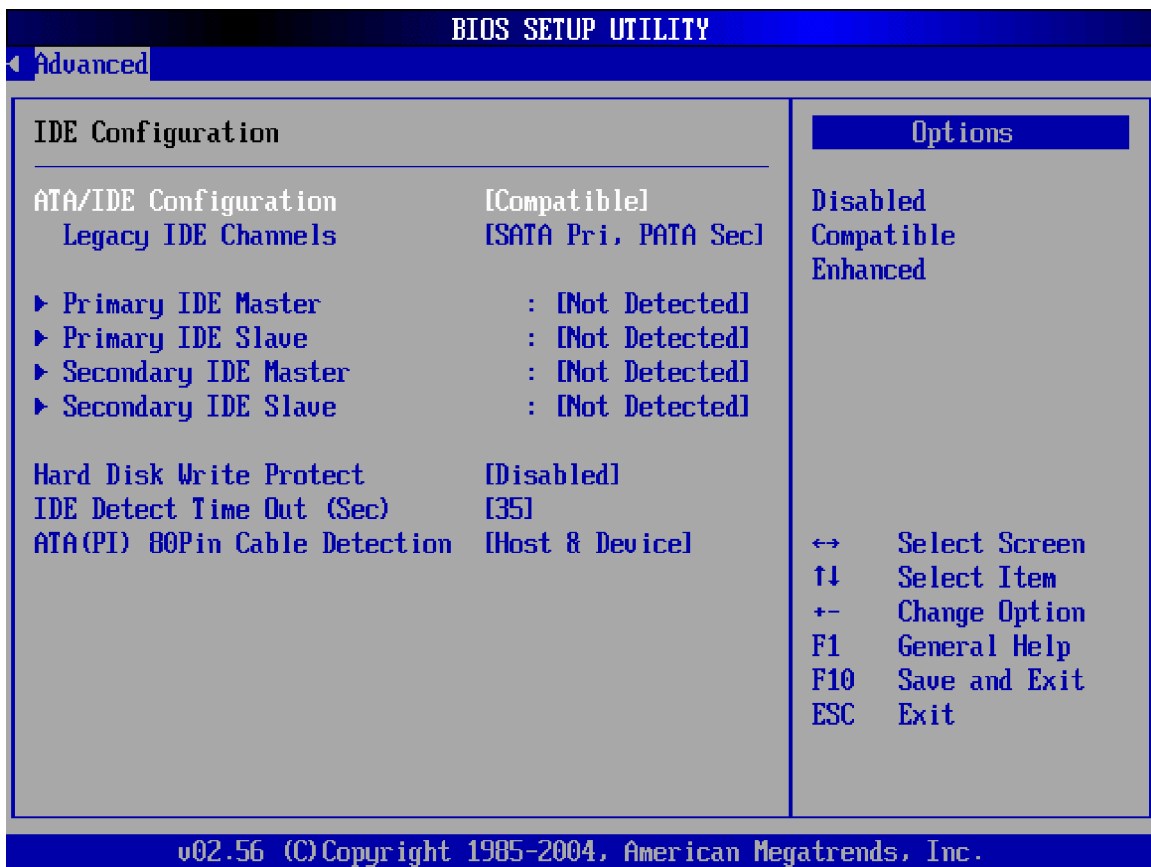 BIOS SETUP UTILITY
Advanced
IDE Configuration
ATA/IDE Configuration [Compatible]
Legacy IDE Channels [SATA Pri, PATA Sec]
Primary IDE Master : [Not Detected]
Primary IDE Slave : [Not Detected]
Secondary IDE Master : [Not Detected]
Secondary IDE Slave : [Not Detected]
Hard Disk Write Protect [Disabled]
IDE Detect Time Out (Sec) [35]
ATA(PI) 80Pin Cable Detection [Host & Device]
Options
Disabled
Compatible
Enhanced
↔ Select Screen
↑↓ Select Item
+- Change Option
F1 General Help
F10 Save and Exit
ESC Exit
v02.56 (C)Copyright 1985-2004, American Megatrends, Inc.